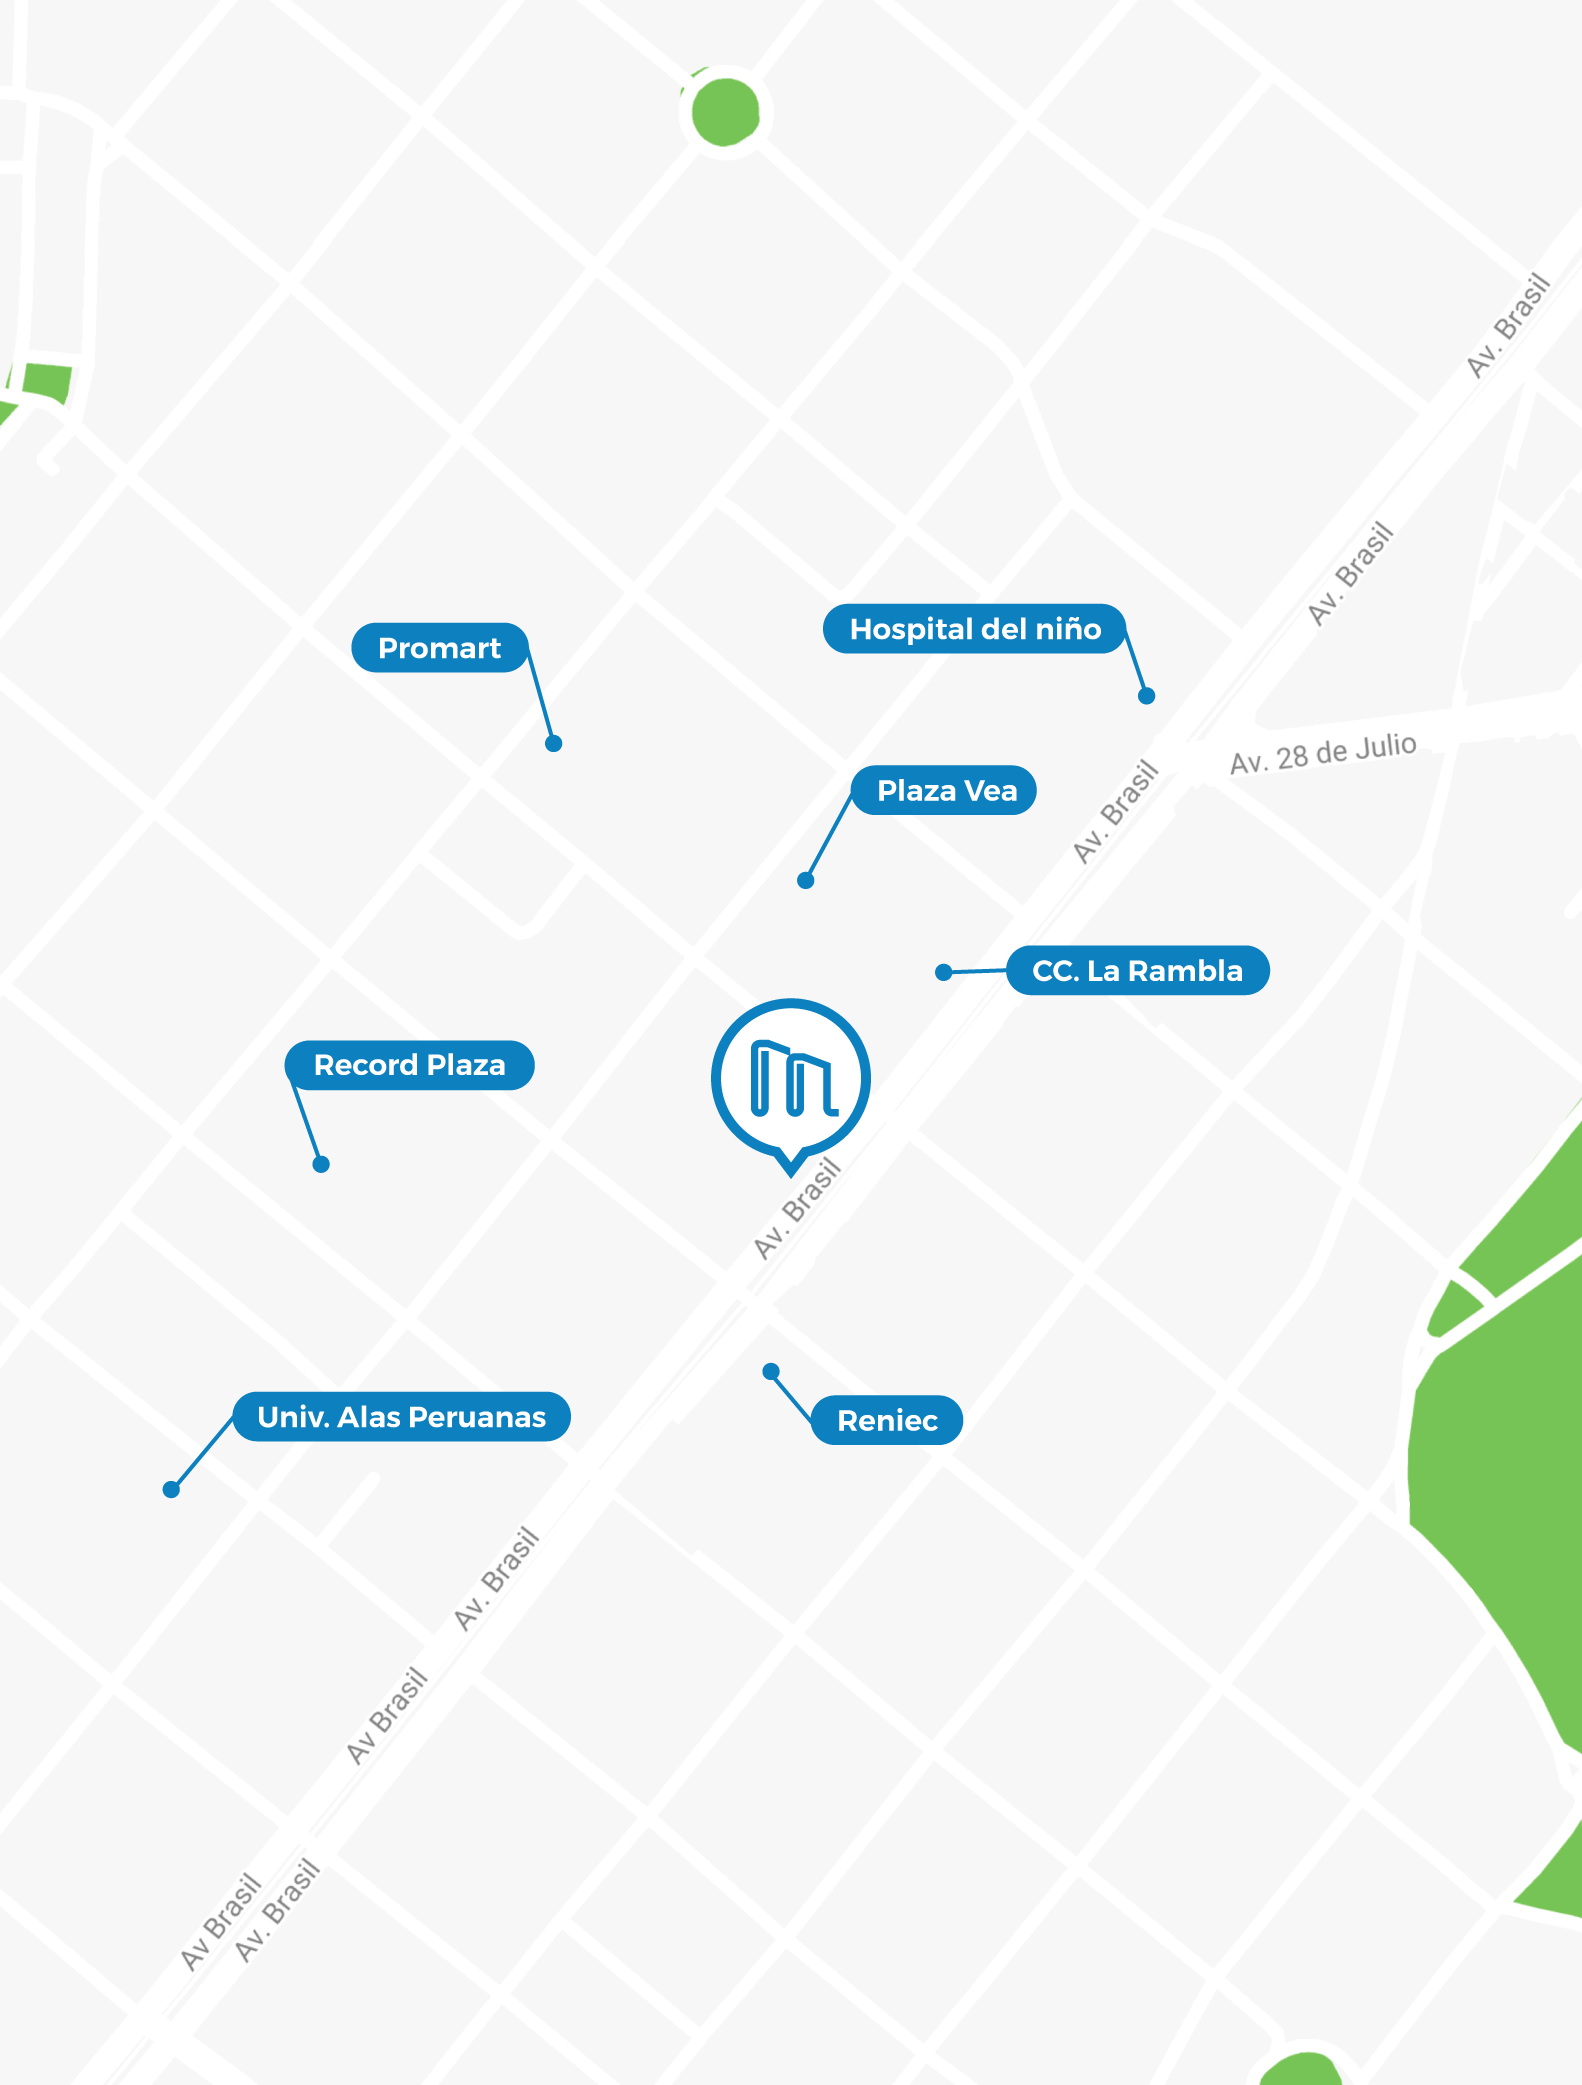 Av. Brasil
Av. Brasil
Hospital del niño
Promart
Av. 28 de Julio
Av. Brasil
Plaza Vea
CC. La Rambla
Record Plaza
Av. Brasil
Univ. Alas Peruanas
Reniec
Av. Brasil
Av Brasil
Av Brasil
Av. Brasil